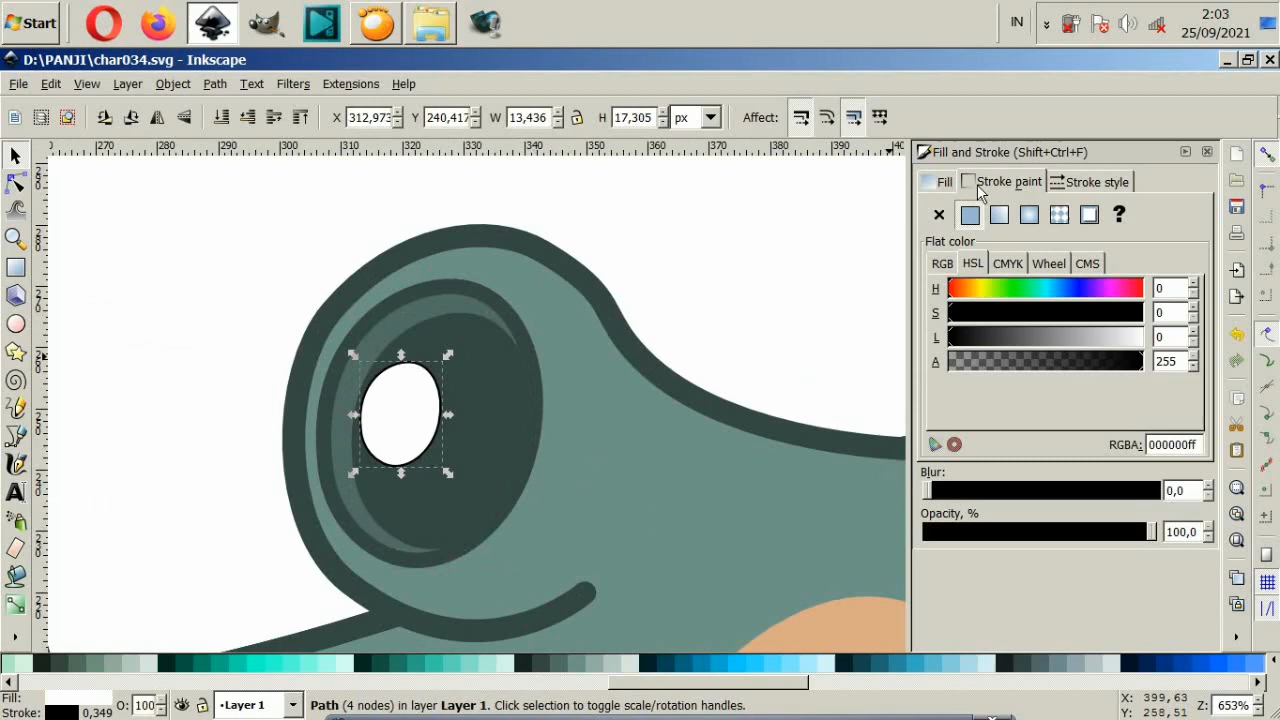 Start
IN
2:03
25/09/2021
D:\PANJI\char034.svg - Inkscape
File Edit View Layer Object Path Text Filters Extensions Help
X 312,973 Y 240,417 W 13,436 H 17,305 px Affect:
270 300 310 320 330 340 350 360 370 380 390 40
Fill and Stroke (Shift+Ctrl+F)
Fill Stroke paint Stroke style
?
Flat color
RGB HSL CMYK Wheel CMS
H 0
S 0
L 0
A 255
RGBA: 000000ff
Blur:
0,0
Opacity, %
100,0
Fill:
Stroke: 0,349
O: 100
•Layer 1
Path (4 nodes) in layer Layer 1. Click selection to toggle scale/rotation handles.
X: 399,63
Y: 258,51
Z: 653%